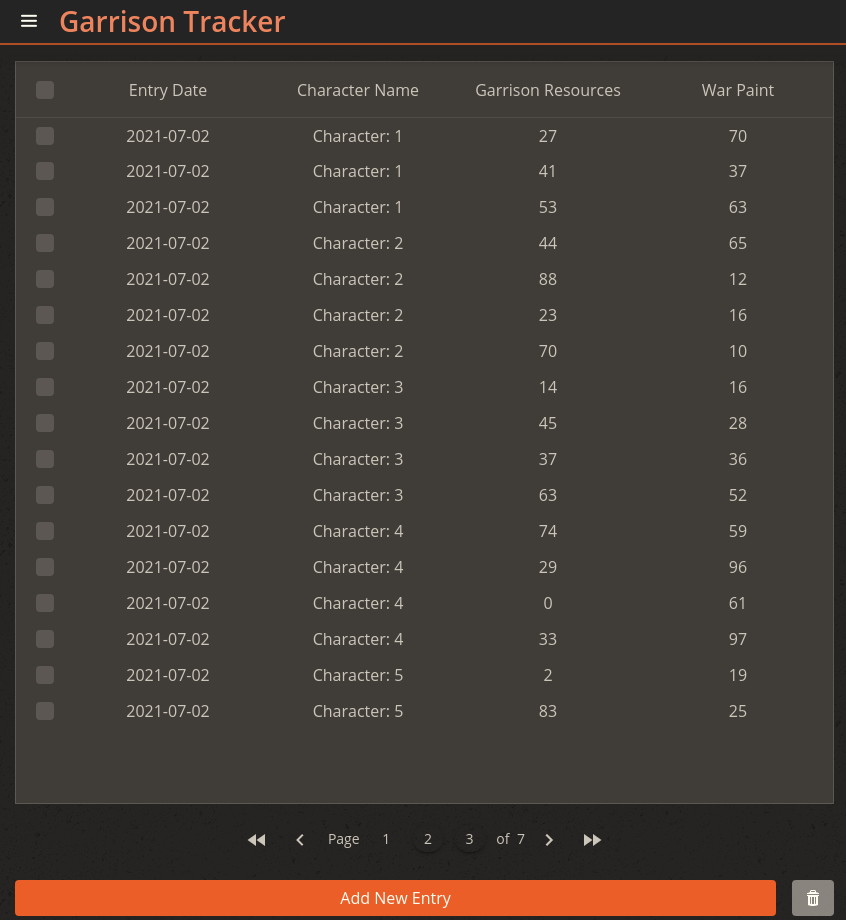 Garrison Tracker
Entry Date Character Name Garrison Resources War Paint
2021-07-02 Character: 1 27 70
2021-07-02 Character: 1 41 37
2021-07-02 Character: 1 53 63
2021-07-02 Character: 2 44 65
2021-07-02 Character: 2 88 12
2021-07-02 Character: 2 23 16
2021-07-02 Character: 2 70 10
2021-07-02 Character: 3 14 16
2021-07-02 Character: 3 45 28
2021-07-02 Character: 3 37 36
2021-07-02 Character: 3 63 52
2021-07-02 Character: 4 74 59
2021-07-02 Character: 4 29 96
2021-07-02 Character: 4 0 61
2021-07-02 Character: 4 33 97
2021-07-02 Character: 5 2 19
2021-07-02 Character: 5 83 25
Page 1 2 3 of 7
Add New Entry